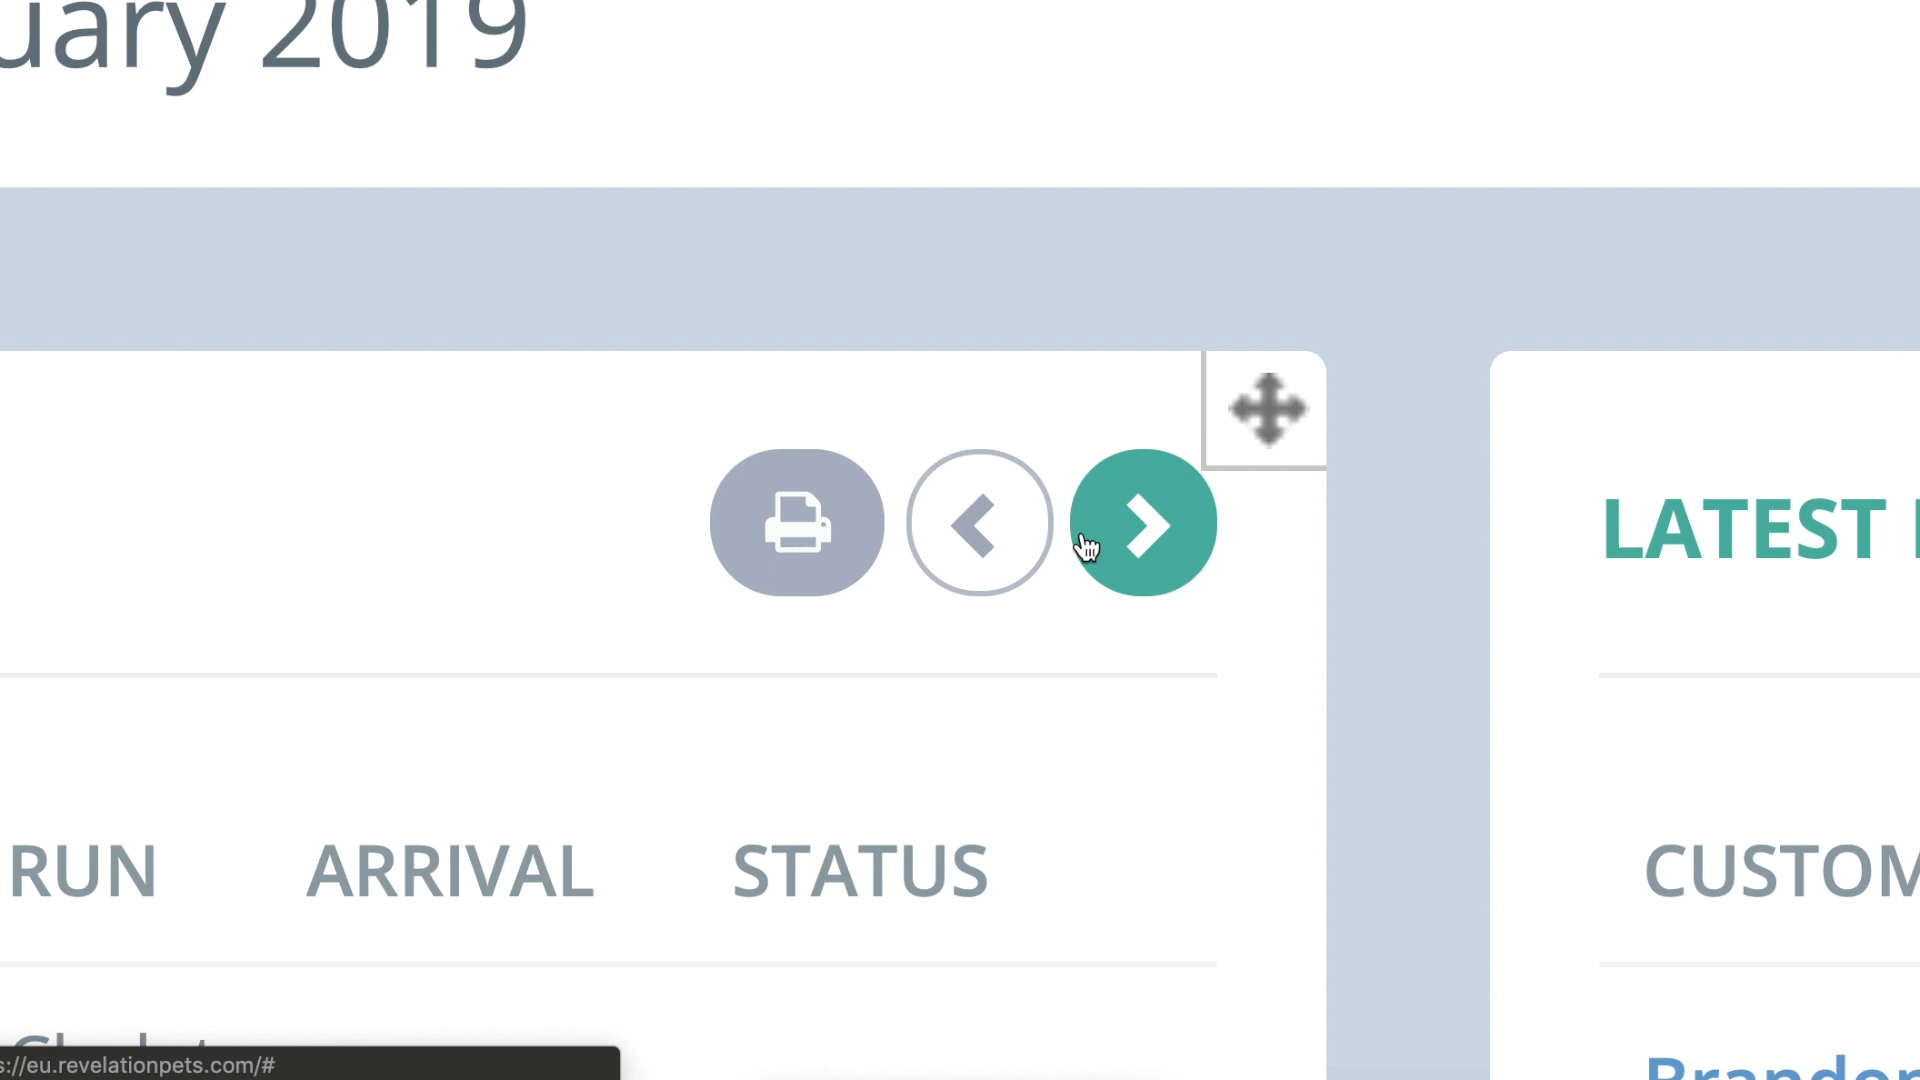 uary 2019
LATEST
RUN ARRIVAL STATUS
CUSTOM
s://eu.revelationpets.com/#